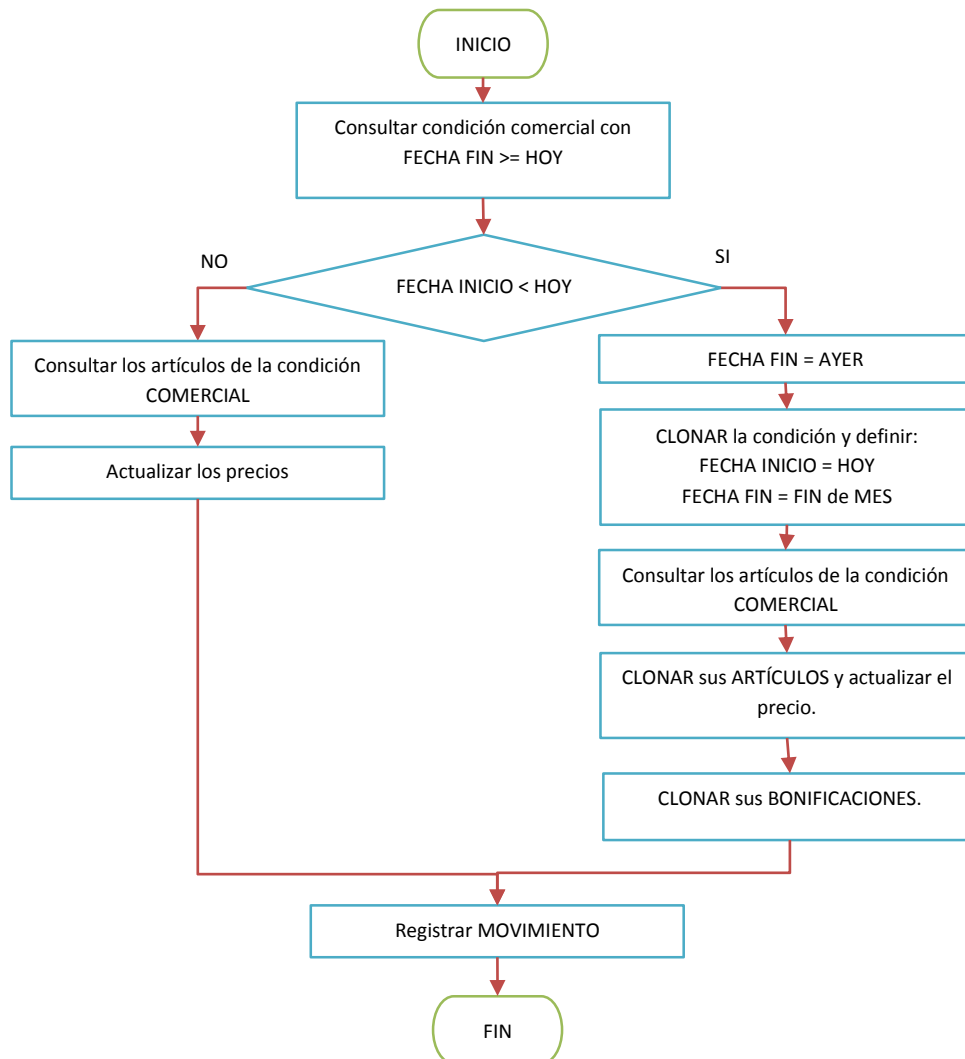 INICIO
Consultar condición comercial con
FECHA FIN >= HOY
NO
SI
FECHA INICIO < HOY
Consultar los artículos de la condición
COMERCIAL
Actualizar los precios
FECHA FIN = AYER
CLONAR la condición y definir:
FECHA INICIO = HOY
FECHA FIN = FIN de MES
Consultar los artículos de la condición
COMERCIAL
CLONAR sus ARTÍCULOS y actualizar el
precio.
CLONAR sus BONIFICACIONES.
Registrar MOVIMIENTO
FIN